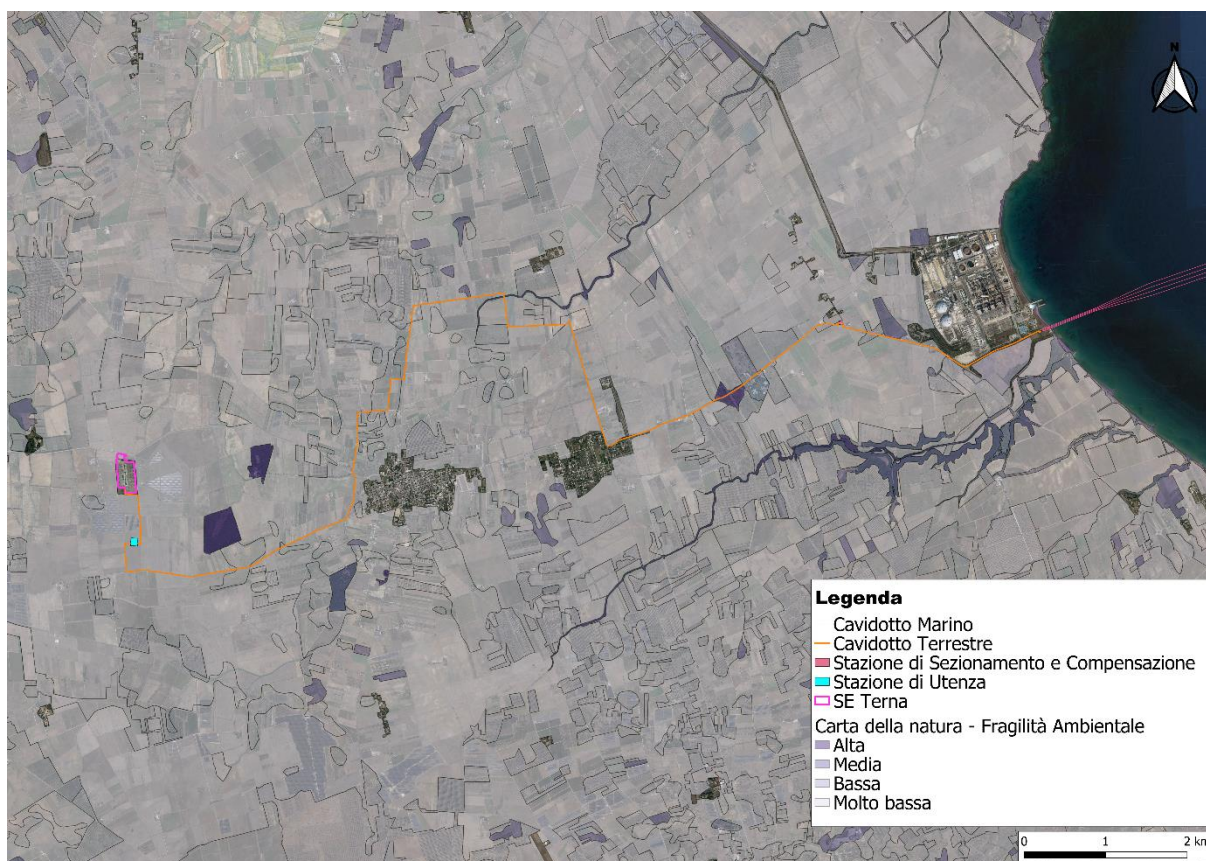 N
Legenda
Cavidotto Marino
Cavidotto Terrestre
Stazione di Sezionamento e Compensazione
Stazione di Utenza
SE Terna
Carta della natura - Fragilità Ambientale
Alta
Media
Bassa
Molto bassa
0 1 2 km